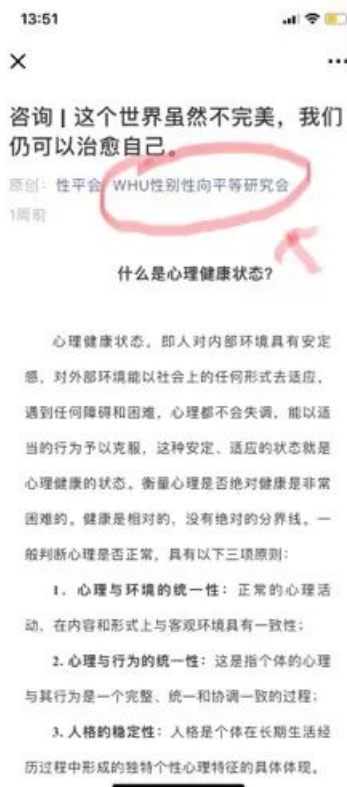 13:51
咨询 | 这个世界虽然不完美，我们
仍可以治愈自己。
原创： 性平会 WHU性别性向平等研究会
1周前
什么是心理健康状态？
心理健康状态，即人对内部环境具有安定
感，对外部环境能以社会上的任何形式去适应，
遇到任何障碍和困难，心理都不会失调，能以适
当的行为予以克服，这种安定、适应的状态就是
心理健康的状态。衡量心理是否绝对健康是非常
困难的。健康是相对的，没有绝对的分界线。一
般判断心理是否正常，具有以下三项原则：
1. 心理与环境的统一性：正常的心理活
动，在内容和形式上与客观环境具有一致性；
2. 心理与行为的统一性：这是指个体的心理
与其行为是一个完整、统一和协调一致的过程；
3. 人格的稳定性：人格是个体在长期生活经
历过程中形成的独特个性心理特征的具体体现。